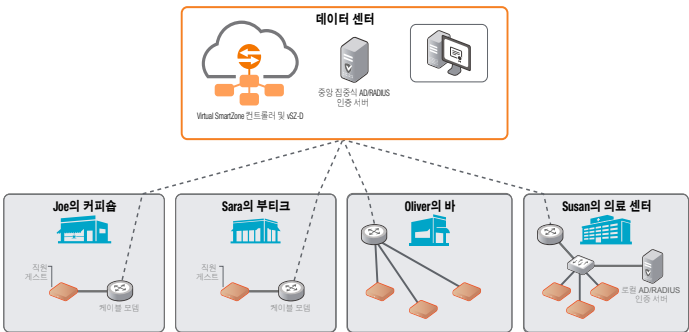 데이터 센터
중앙 집중식 AD/RADIUS
인증 서버
Virtual SmartZone 컨트롤러 및 vSZ-D
Joe의 커피숍
직원
게스트
케이블 모뎀
Sara의 부티크
직원
게스트
케이블 모뎀
Oliver의 바
Susan의 의료 센터
로컬 AD/RADIUS
인증 서버